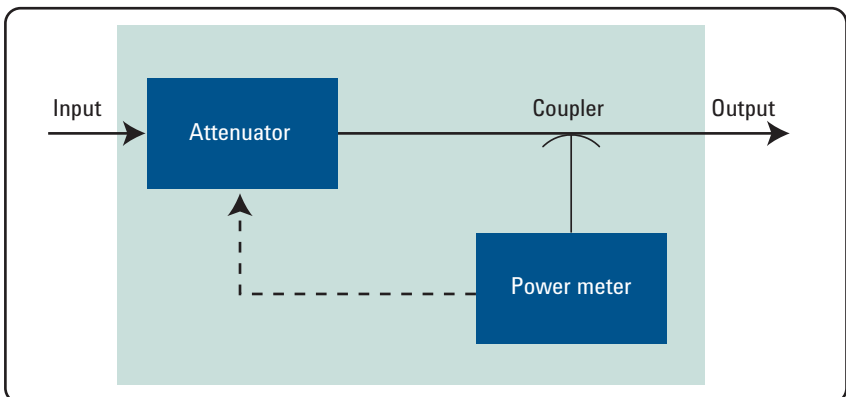 Input
Attenuator
Coupler
Output
Power meter